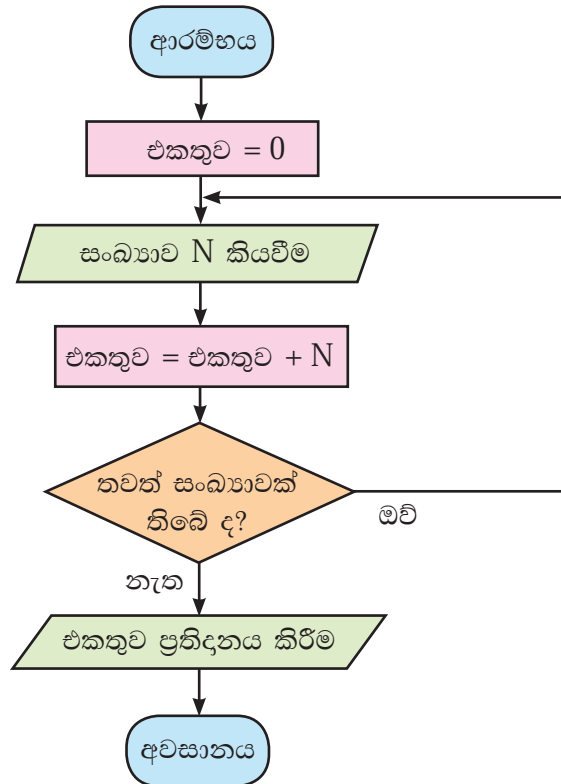 ආරම්භය
එකතුව = 0
සංඛ්‍යාව N කියවීම
එකතුව = එකතුව + N
තවත් සංඛ්‍යාවක්
තිබේ ද?
ඔව්
නැත
එකතුව ප්‍රතිදානය කිරීම
අවසානය